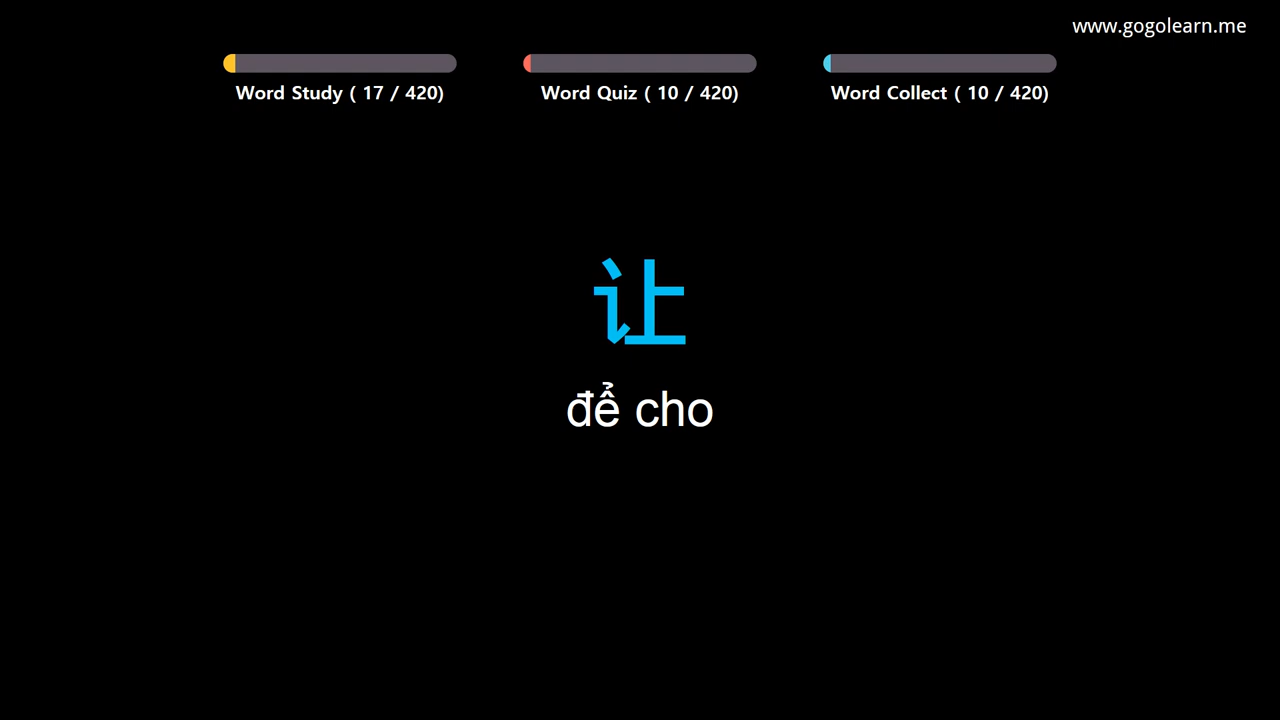 www.gogolearn.me
Word Study ( 17 / 420)
Word Quiz ( 10 / 420)
Word Collect ( 10 / 420)
让
để cho